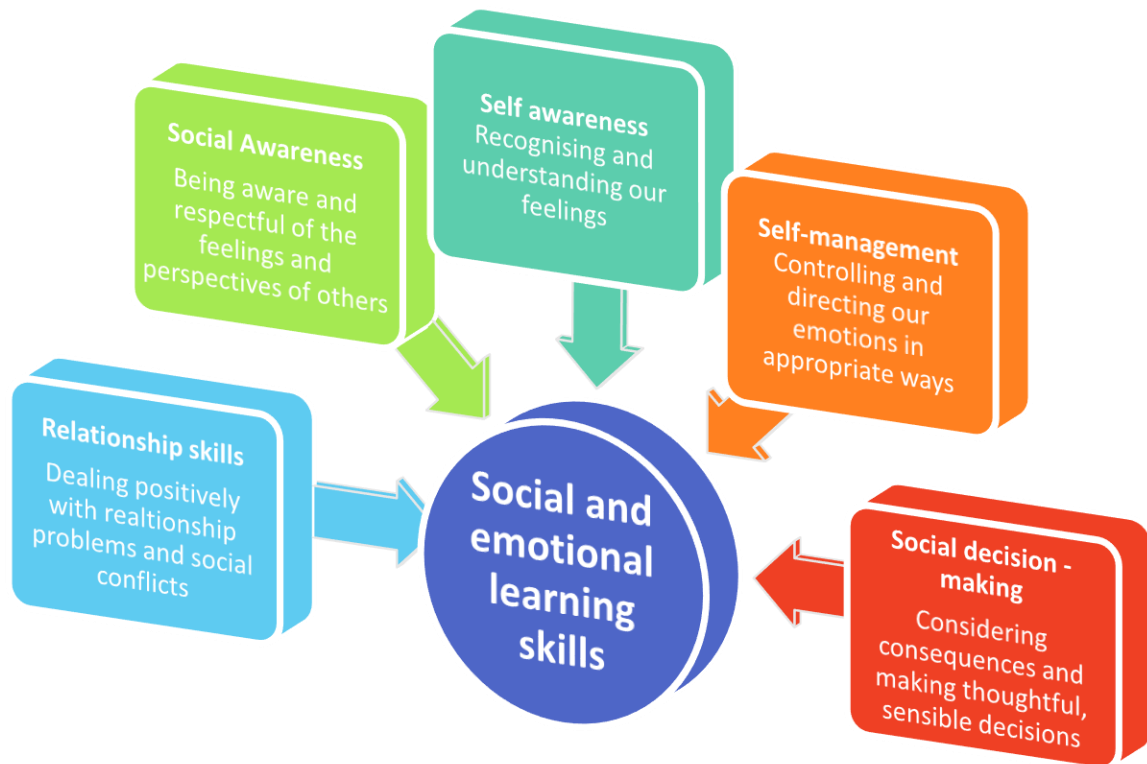 Self awareness
Recognising and
understanding our
feelings
Social Awareness
Being aware and
respectful of the
feelings and
perspectives of others
Self-management
Controlling and
directing our
emotions in
appropriate ways
Relationship skills
Dealing positively
with realtionship
problems and social
conflicts
Social and
emotional
learning
skills
Social decision -
making
Considering
consequences and
making thoughtful,
sensible decisions